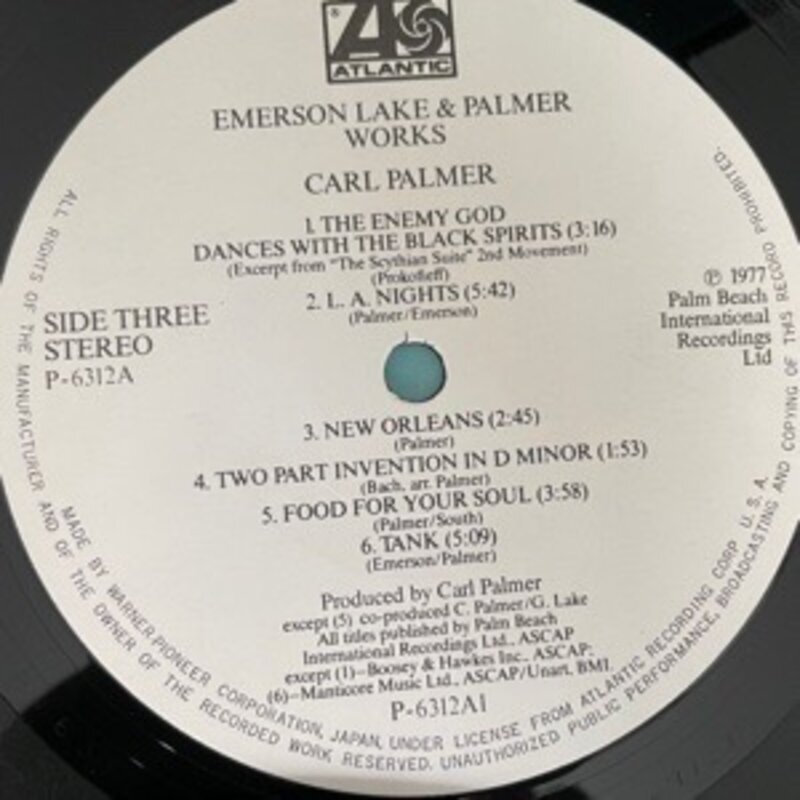 ATLANTIC
EMERSON LAKE & PALMER
WORKS
CARL PALMER
1. THE ENEMY GOD
DANCES WITH THE BLACK SPIRITS (3:16)
(Excerpt from "The Scythian Suite" 2nd Movement)
(Prokofieff)
2. L. A. NIGHTS (5:42)
(Palmer/Emerson)
SIDE THREE
STEREO
P-6312A
℗ 1977
Palm Beach
International
Recordings
Ltd
3. NEW ORLEANS (2:45)
(Palmer)
4. TWO PART INVENTION IN D MINOR (1:53)
(Bach, arr. Palmer)
5. FOOD FOR YOUR SOUL (3:58)
(Palmer/South)
6. TANK (5:09)
(Emerson/Palmer)
Produced by Carl Palmer
except (5) co-produced C. Palmer/G. Lake
All titles published by Palm Beach
International Recordings Ltd., ASCAP
except (1)–Boosey & Hawkes Inc., ASCAP;
(6)–Manticore Music Ltd., ASCAP/Unart, BMI.
P-6312A1
MADE BY WARNER-PIONEER CORPORATION, JAPAN, UNDER LICENSE FROM ATLANTIC RECORDING CORP. U. S. A.
ALL RIGHTS OF THE MANUFACTURER AND OF THE OWNER OF THE RECORDED WORK RESERVED. UNAUTHORIZED PUBLIC PERFORMANCE, BROADCASTING AND COPYING OF THIS RECORD PROHIBITED.